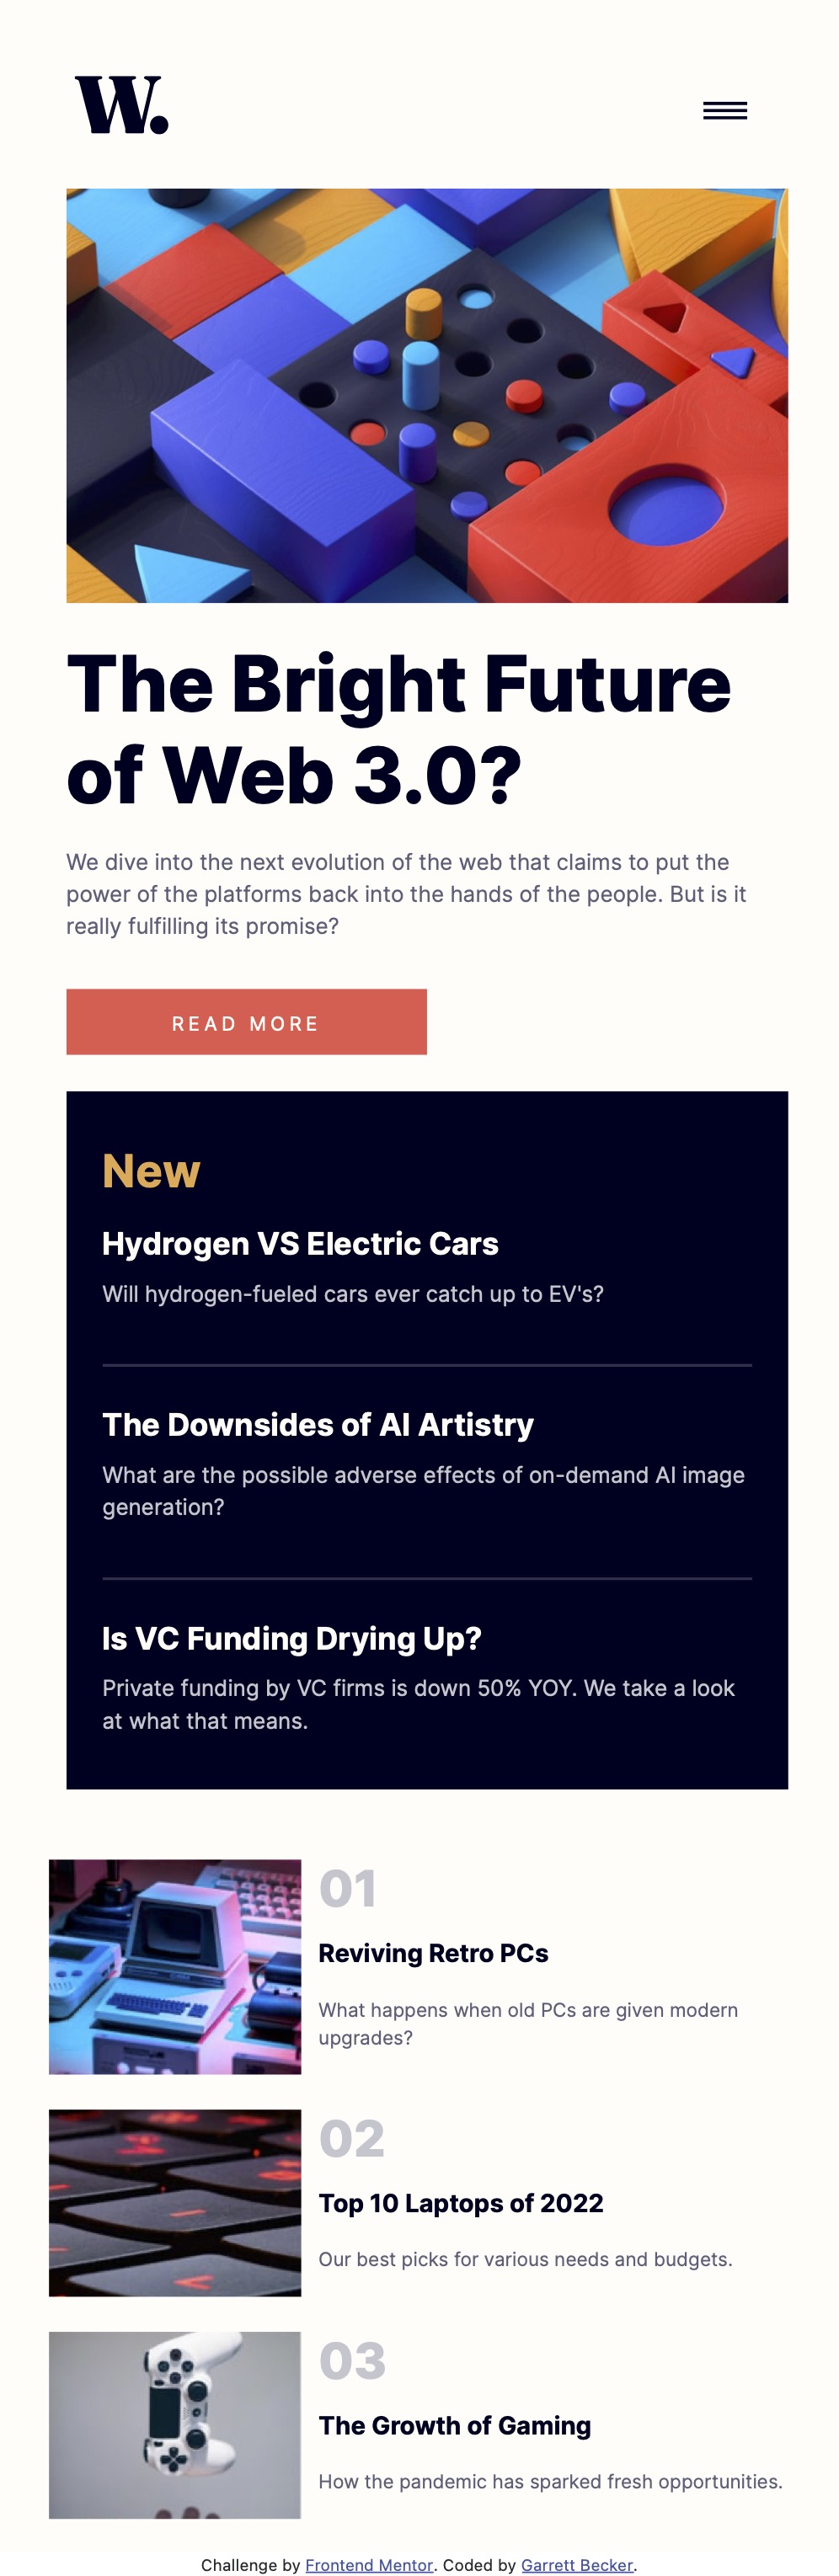 W.
The Bright Future
of Web 3.0?
We dive into the next evolution of the web that claims to put the
power of the platforms back into the hands of the people. But is it
really fulfilling its promise?
READ MORE
New
Hydrogen VS Electric Cars
Will hydrogen-fueled cars ever catch up to EV's?
The Downsides of AI Artistry
What are the possible adverse effects of on-demand AI image
generation?
Is VC Funding Drying Up?
Private funding by VC firms is down 50% YOY. We take a look
at what that means.
01
Reviving Retro PCs
What happens when old PCs are given modern
upgrades?
02
Top 10 Laptops of 2022
Our best picks for various needs and budgets.
03
The Growth of Gaming
How the pandemic has sparked fresh opportunities.
Challenge by Frontend Mentor. Coded by Garrett Becker.